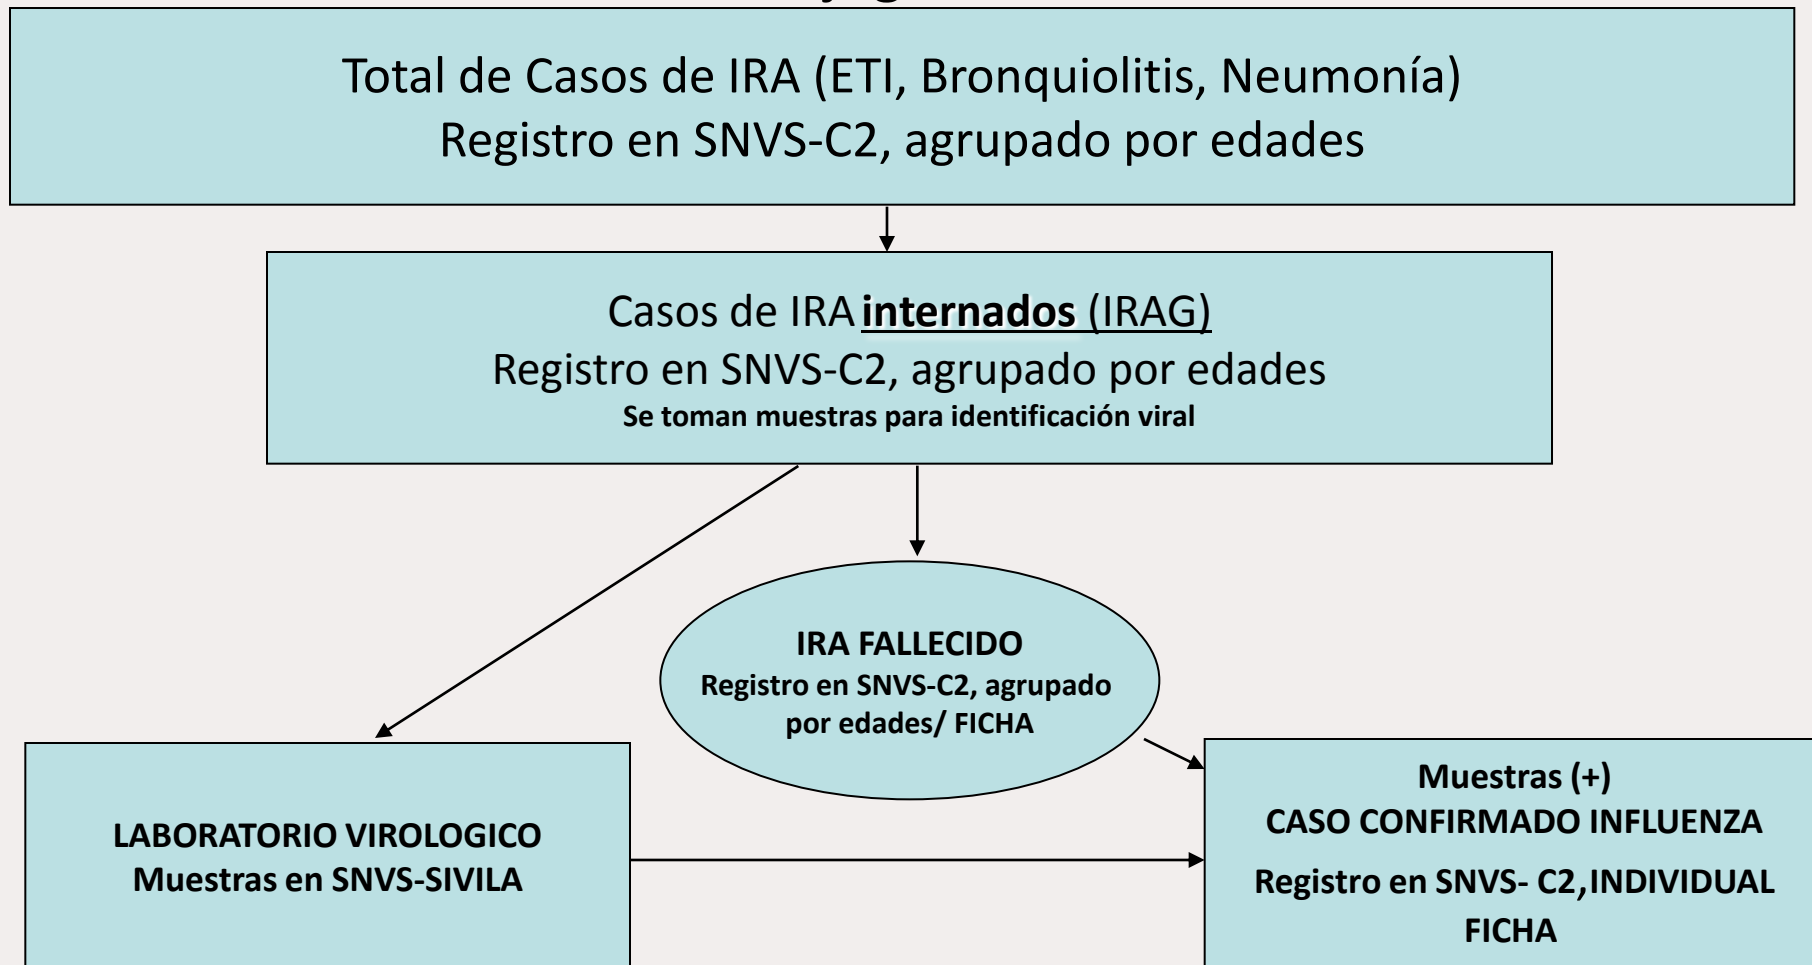 Total de Casos de IRA (ETI, Bronquiolitis, Neumonía)
Registro en SNVS-C2, agrupado por edades
Casos de IRA internados (IRAG)
Registro en SNVS-C2, agrupado por edades
Se toman muestras para identificación viral
IRA FALLECIDO
Registro en SNVS-C2, agrupado
por edades/ FICHA
LABORATORIO VIROLOGICO
Muestras en SNVS-SIVILA
Muestras (+)
CASO CONFIRMADO INFLUENZA
Registro en SNVS- C2,INDIVIDUAL
FICHA